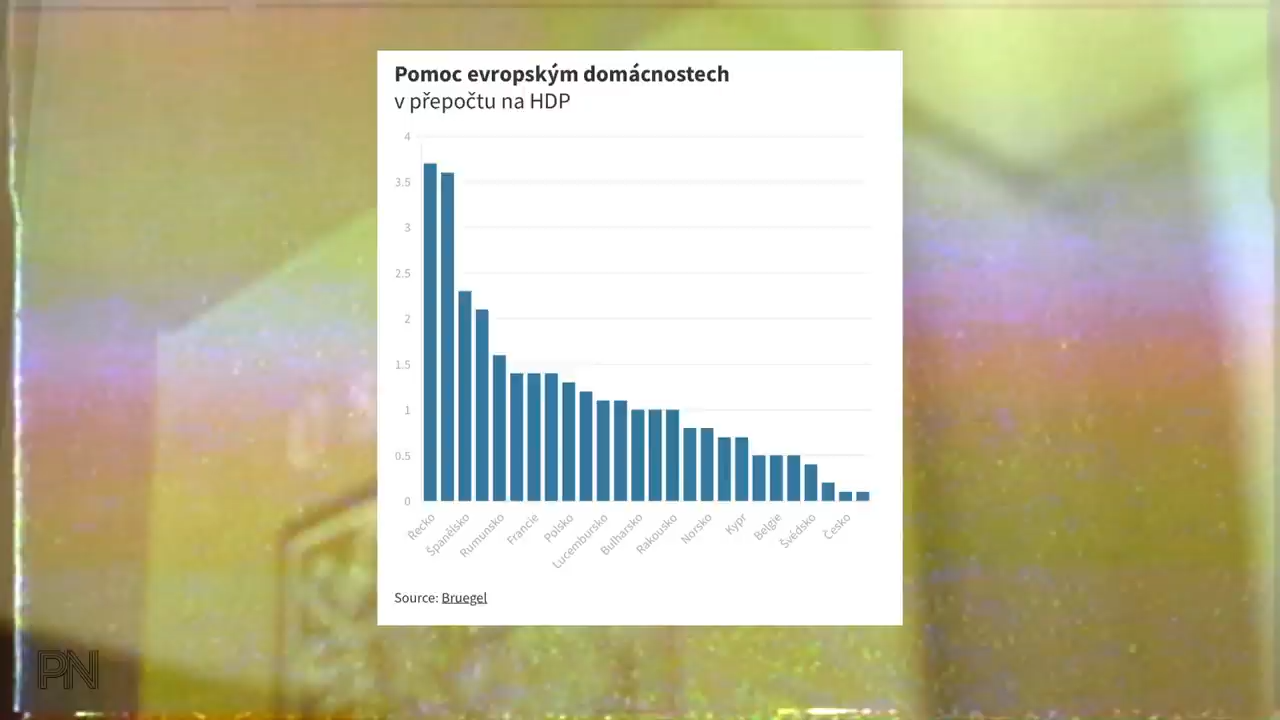 Pomoc evropským domácnostech
v přepočtu na HDP
4
3.5
3
2.5
2
1.5
1
0.5
0
Řecko
Španělsko
Rumunsko
Francie
Polsko
Lucembursko
Bulharsko
Rakousko
Norsko
Kypr
Belgie
Švédsko
Česko
Source: Bruegel
PN